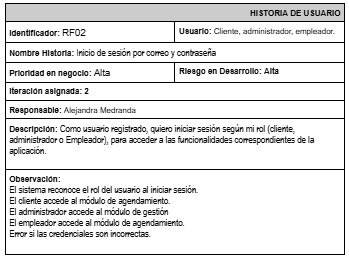 HISTORIA DE USUARIO
Identificador: RF02
Usuario: Cliente, administrador, empleador.
Nombre Historia: Inicio de sesión por correo y contraseña
Prioridad en negocio: Alta
Riesgo en Desarrollo: Alta
Iteración asignada: 2
Responsable: Alejandra Medranda
Descripción: Como usuario registrado, quiero iniciar sesión según mi rol (cliente,
administrador o Empleador), para acceder a las funcionalidades correspondientes de la
aplicación.
Observación:
El sistema reconoce el rol del usuario al iniciar sesión.
El cliente accede al módulo de agendamiento.
El administrador accede al módulo de gestión
El empleador accede al módulo de agendamiento.
Error si las credenciales son incorrectas.